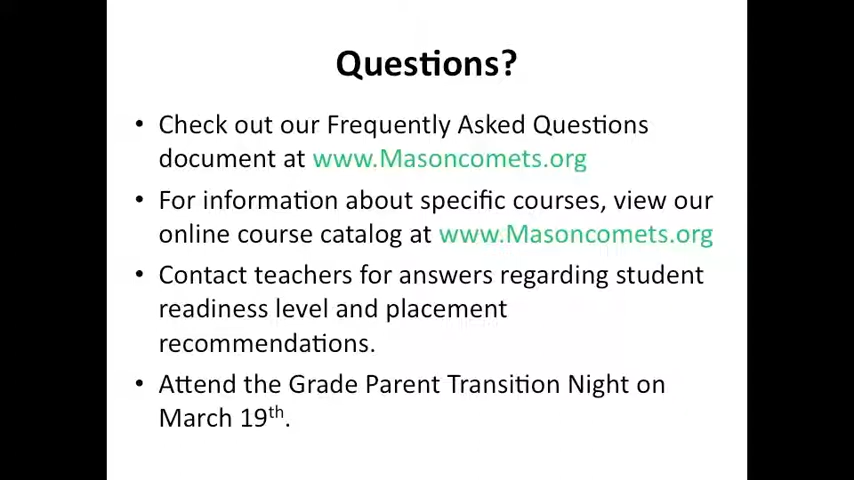 Questions?
• Check out our Frequently Asked Questions
document at www.Masoncomets.org
• For information about specific courses, view our
online course catalog at www.Masoncomets.org
• Contact teachers for answers regarding student
readiness level and placement
recommendations.
• Attend the Grade Parent Transition Night on
March 19th.